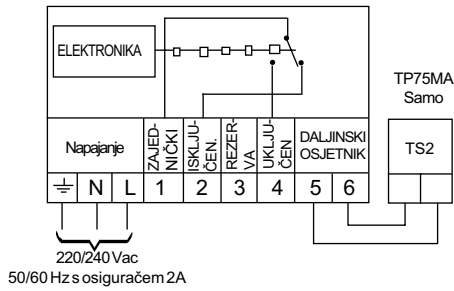 ELEKTRONIKA
TP75MA
Samo
Napajanje
ZAJED-
NIČKI
ISKLJU-
ČEN.
REZER-
VA
UKLJU-
ČEN
DALJINSKI
OSJETNIK
TS2
N L 1 2 3 4 5 6
220/240 Vac
50/60 Hz s osiguračem 2A